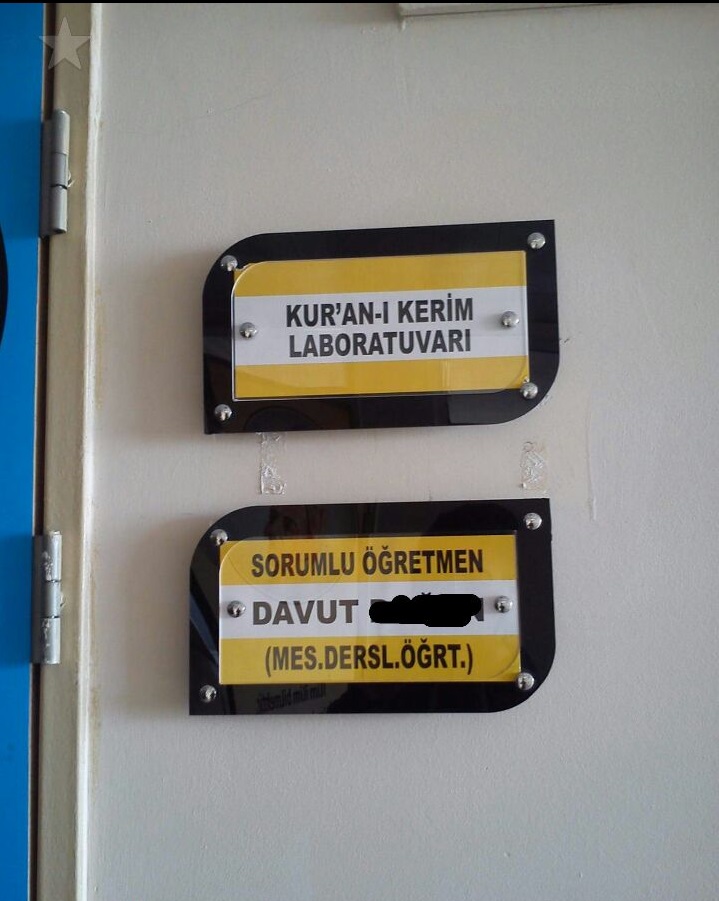 KUR'AN-I KERİM
LABORATUVARI
SORUMLU ÖĞRETMEN
DAVUT
(MES.DERSL.ÖĞRT.)